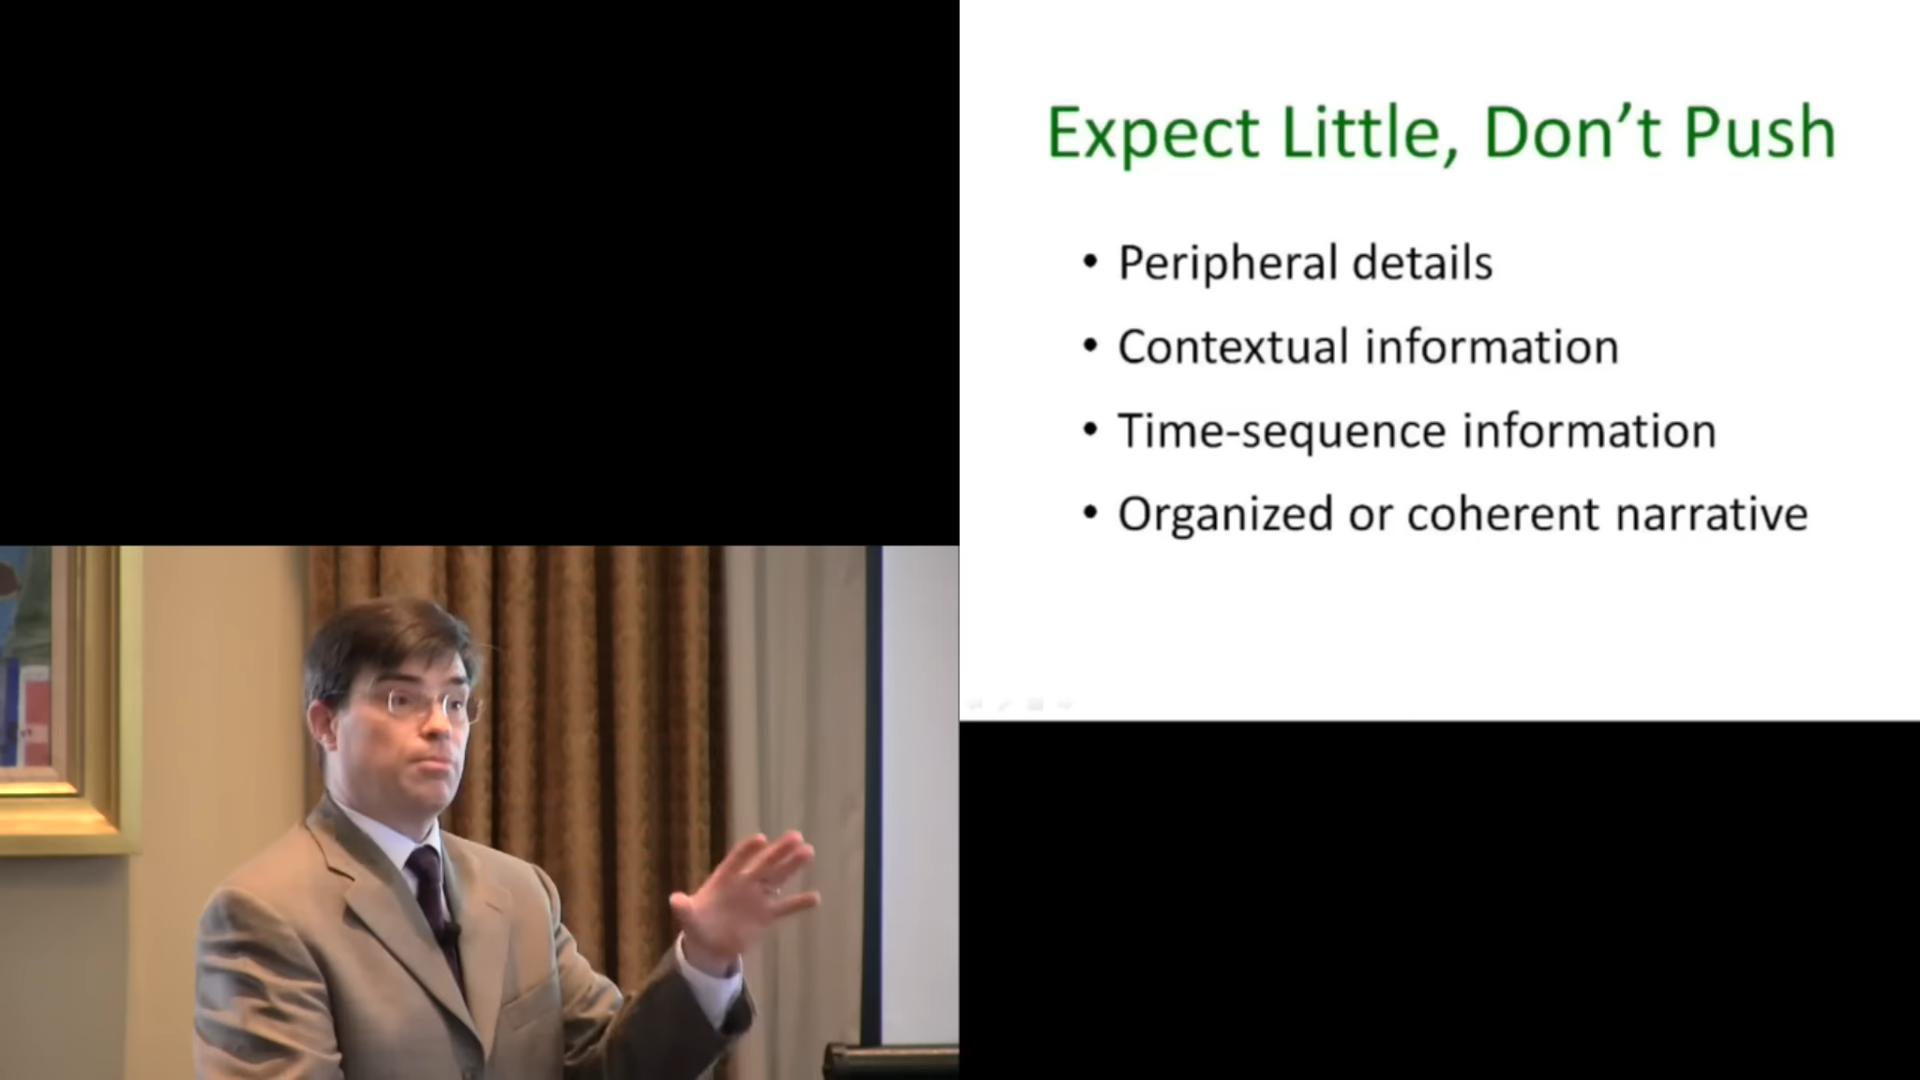 Expect Little, Don’t Push
• Peripheral details
• Contextual information
• Time-sequence information
• Organized or coherent narrative